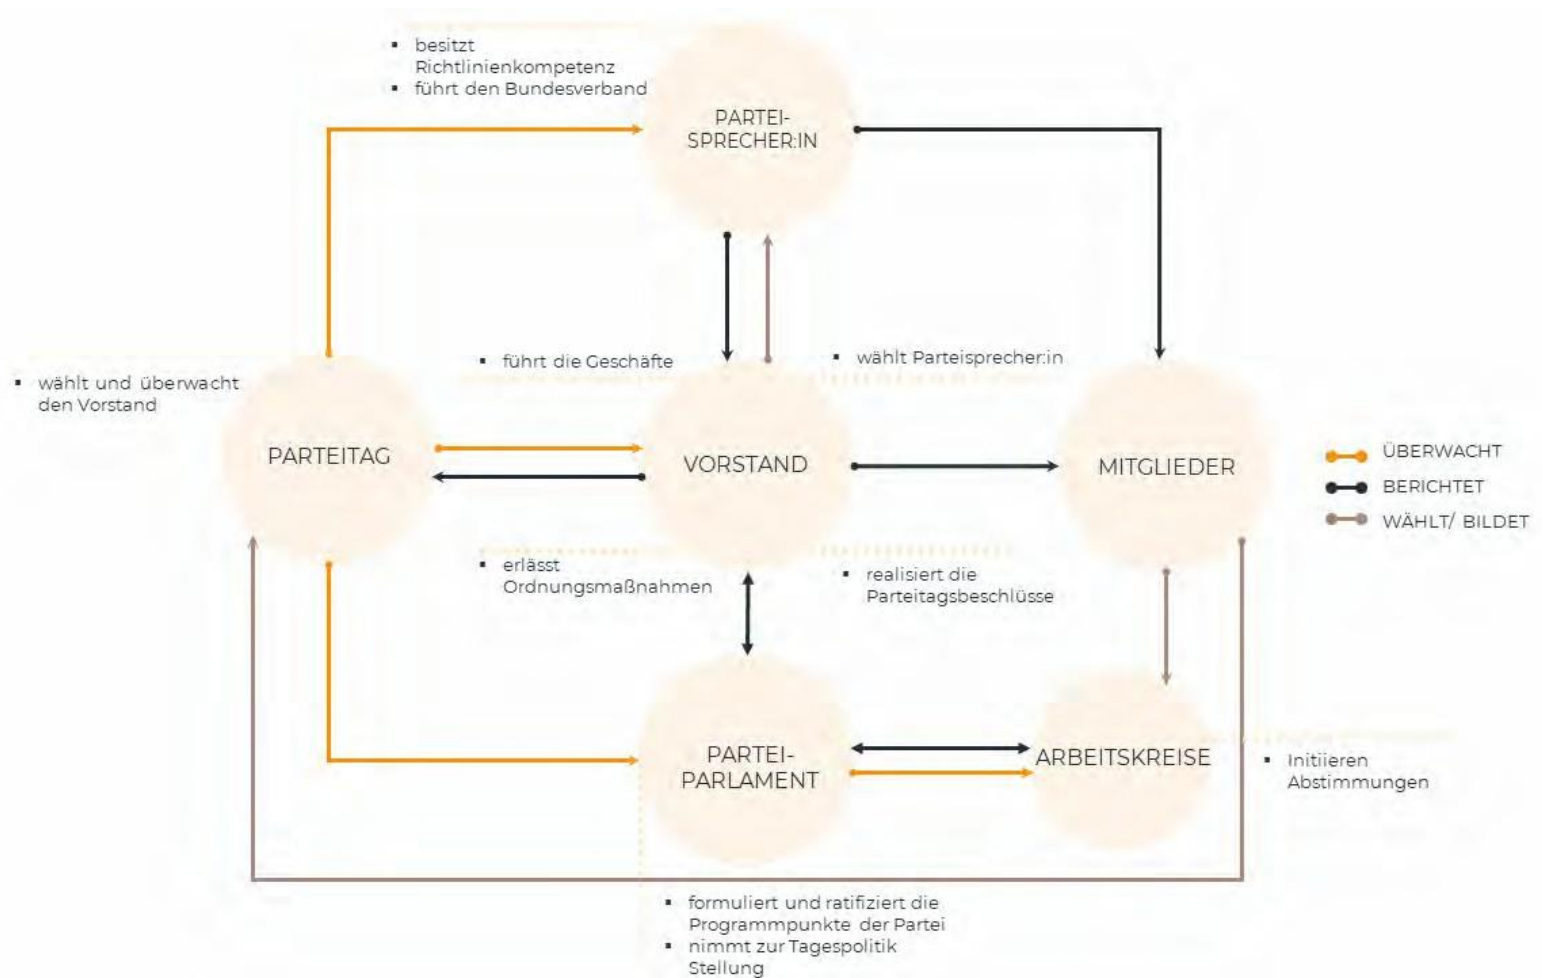 ▪ besitzt
Richtlinienkompetenz
▪ führt den Bundesverband
PARTEI-
SPRECHER:IN
▪ wählt und überwacht
den Vorstand
▪ führt die Geschäfte
▪ wählt Parteisprecher:in
PARTEITAG
VORSTAND
MITGLIEDER
ÜBERWACHT
BERICHTET
WÄHLT/ BILDET
▪ erlässt
Ordnungsmaßnahmen
▪ realisiert die
Parteitagsbeschlüsse
PARTEI-
PARLAMENT
ARBEITSKREISE
▪ Initiieren
Abstimmungen
▪ formuliert und ratifiziert die
Programmpunkte der Partei
▪ nimmt zur Tagespolitik
Stellung